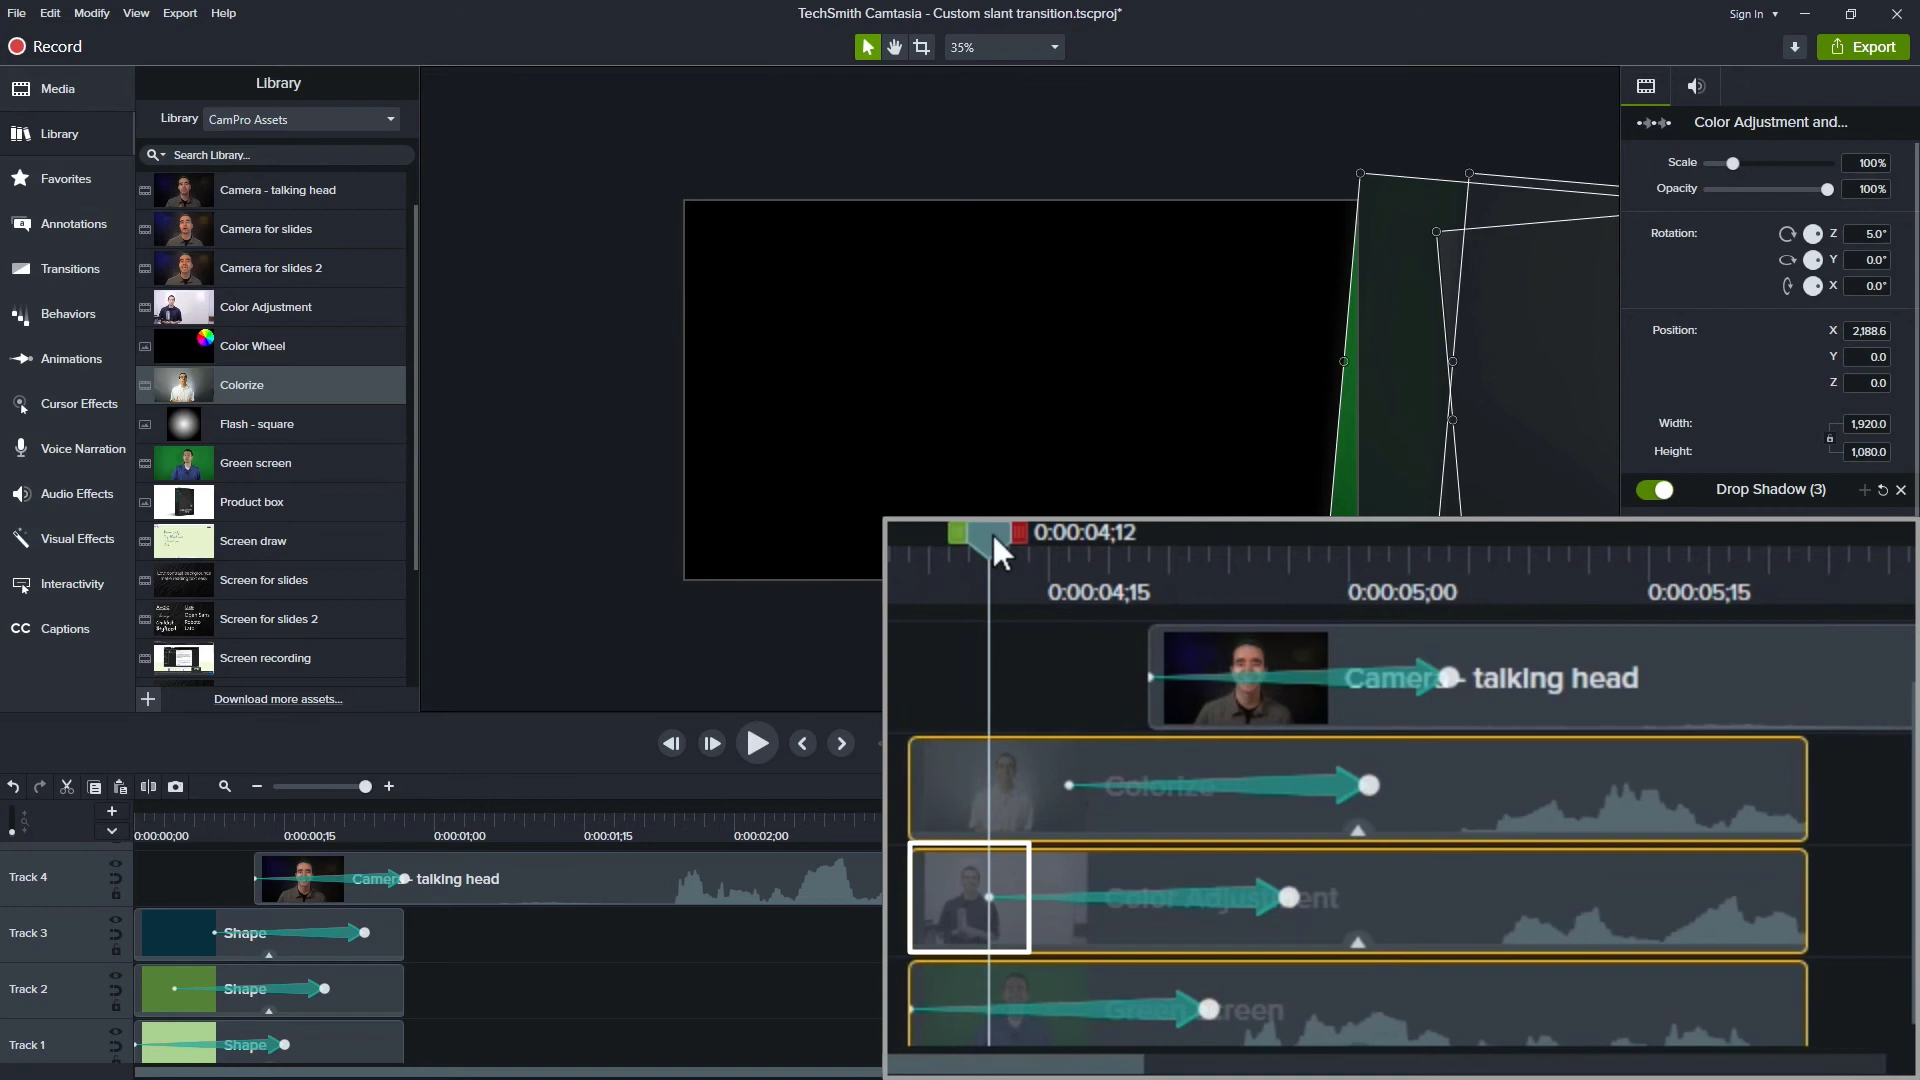 File Edit Modify View Export Help
TechSmith Camtasia - Custom slant transition.tscproj*
Sign In
Record
35%
Export
Media
Library
Favorites
Annotations
Transitions
Behaviors
Animations
Cursor Effects
Voice Narration
Audio Effects
Visual Effects
Interactivity
CC Captions
Library
Library CamPro Assets
Search Library...
Camera - talking head
Camera for slides
Camera for slides 2
Color Adjustment
Color Wheel
Colorize
Flash - square
Green screen
Product box
Screen draw
Screen for slides
Screen for slides 2
Screen recording
Download more assets...
Color Adjustment and...
Scale 100%
Opacity 100%
Rotation: Z 5.0°
Y 0.0°
X 0.0°
Position: X 2,188.6
Y 0.0
Z 0.0
Width: 1,920.0
Height: 1,080.0
Drop Shadow (3)
0:00:04;12
0:00:04;15 0:00:05;00 0:00:05;15
Camera - talking head
Colorize
Color Adjustment
Green screen
0:00:00;00 0:00:00;15 0:00:01;00 0:00:01;15 0:00:02;00
Track 4
Camera - talking head
Track 3
Shape
Track 2
Shape
Track 1
Shape